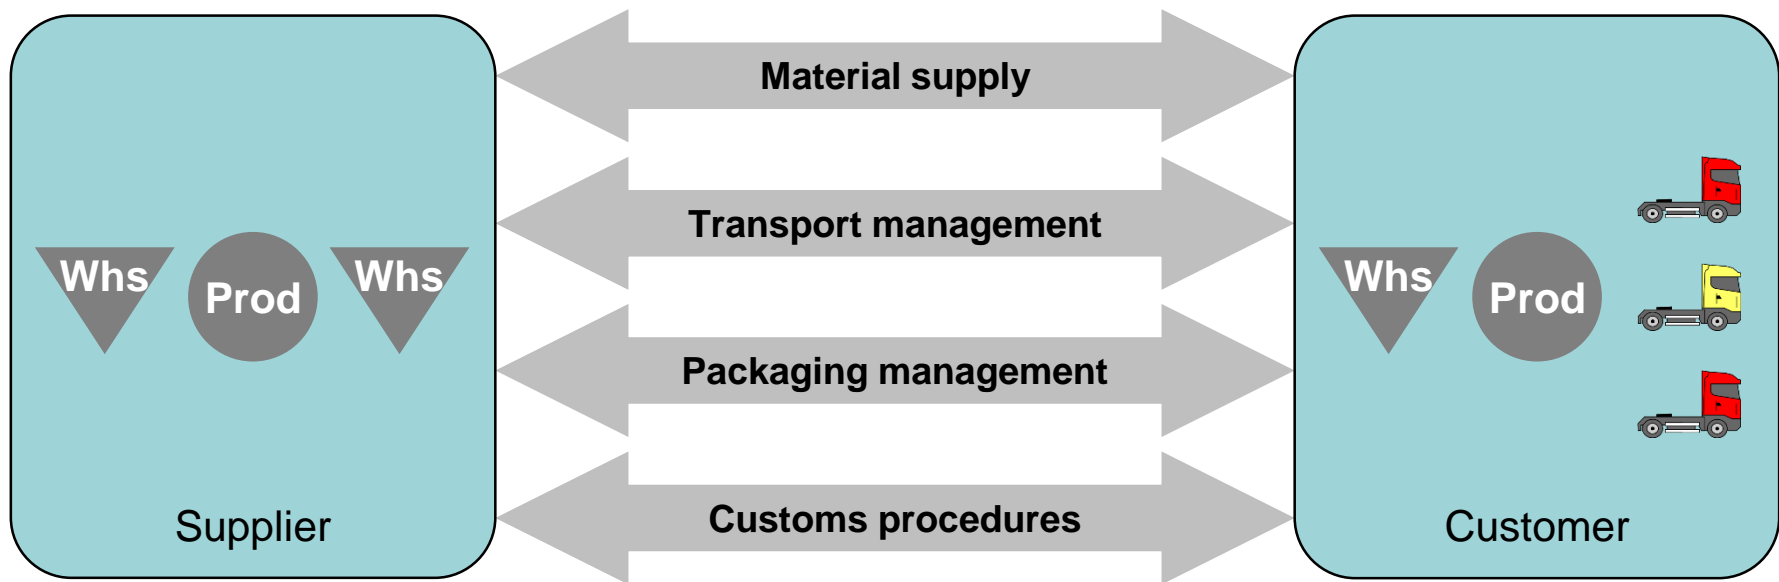 Material supply
Transport management
Whs
Prod
Whs
Whs
Prod
Packaging management
Customs procedures
Supplier
Customer